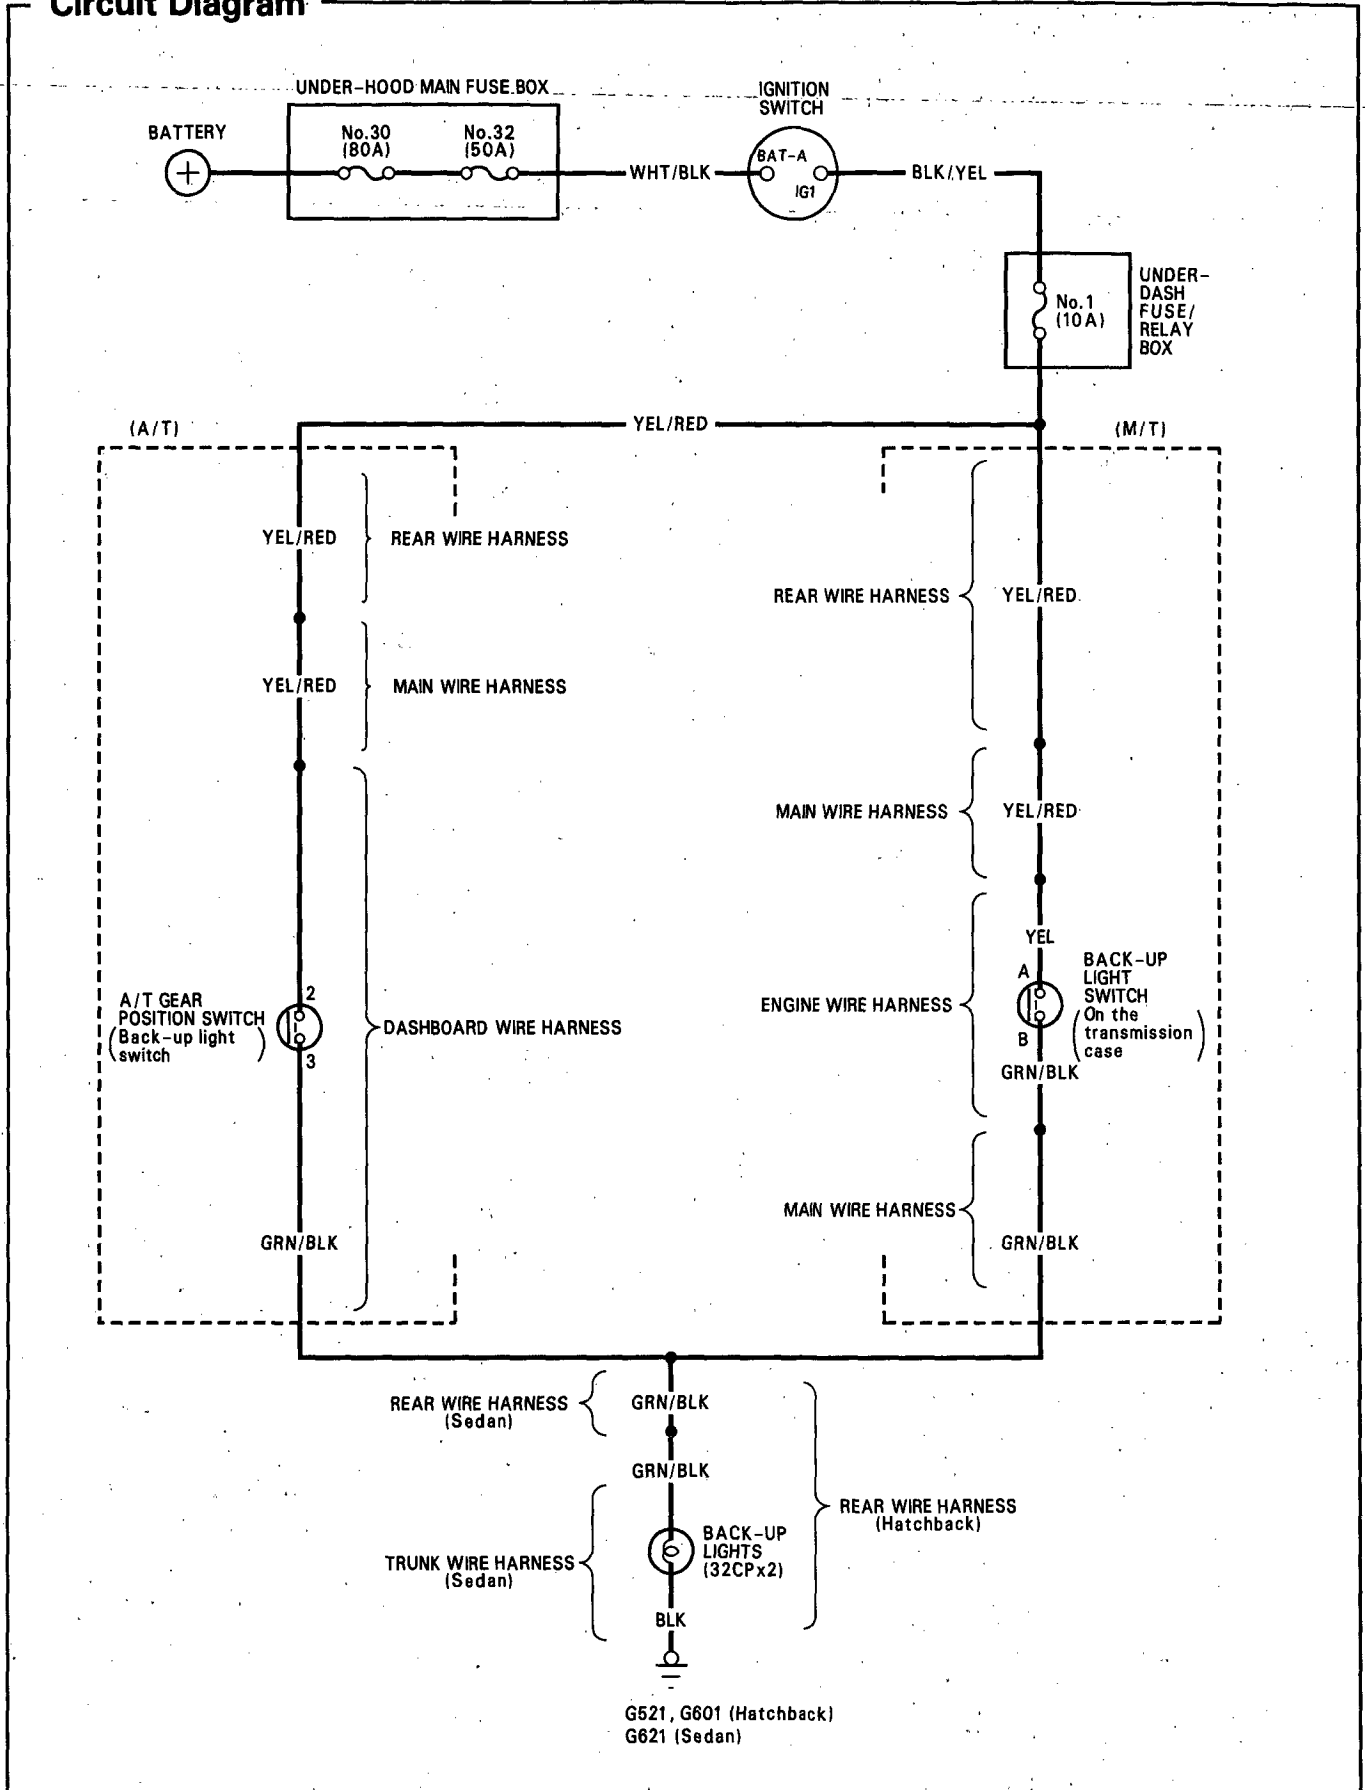 Circuit Diagram
UNDER-HOOD MAIN FUSE BOX
IGNITION
SWITCH
BATTERY
No.30
(80A)
No.32
(50A)
+
WHT/BLK
BAT-A
IG1
BLK/YEL
No.1
(10A)
UNDER-
DASH
FUSE/
RELAY
BOX
(A/T)
YEL/RED
(M/T)
YEL/RED
REAR WIRE HARNESS
REAR WIRE HARNESS
YEL/RED
YEL/RED
MAIN WIRE HARNESS
MAIN WIRE HARNESS
YEL/RED
YEL
A/T GEAR
POSITION SWITCH
(Back-up light
switch)
2
3
DASHBOARD WIRE HARNESS
ENGINE WIRE HARNESS
A
B
BACK-UP
LIGHT
SWITCH
(On the
transmission
case)
GRN/BLK
MAIN WIRE HARNESS
GRN/BLK
GRN/BLK
REAR WIRE HARNESS
(Sedan)
GRN/BLK
GRN/BLK
REAR WIRE HARNESS
(Hatchback)
TRUNK WIRE HARNESS
(Sedan)
BACK-UP
LIGHTS
(32CPx2)
BLK
G521, G601 (Hatchback)
G621 (Sedan)